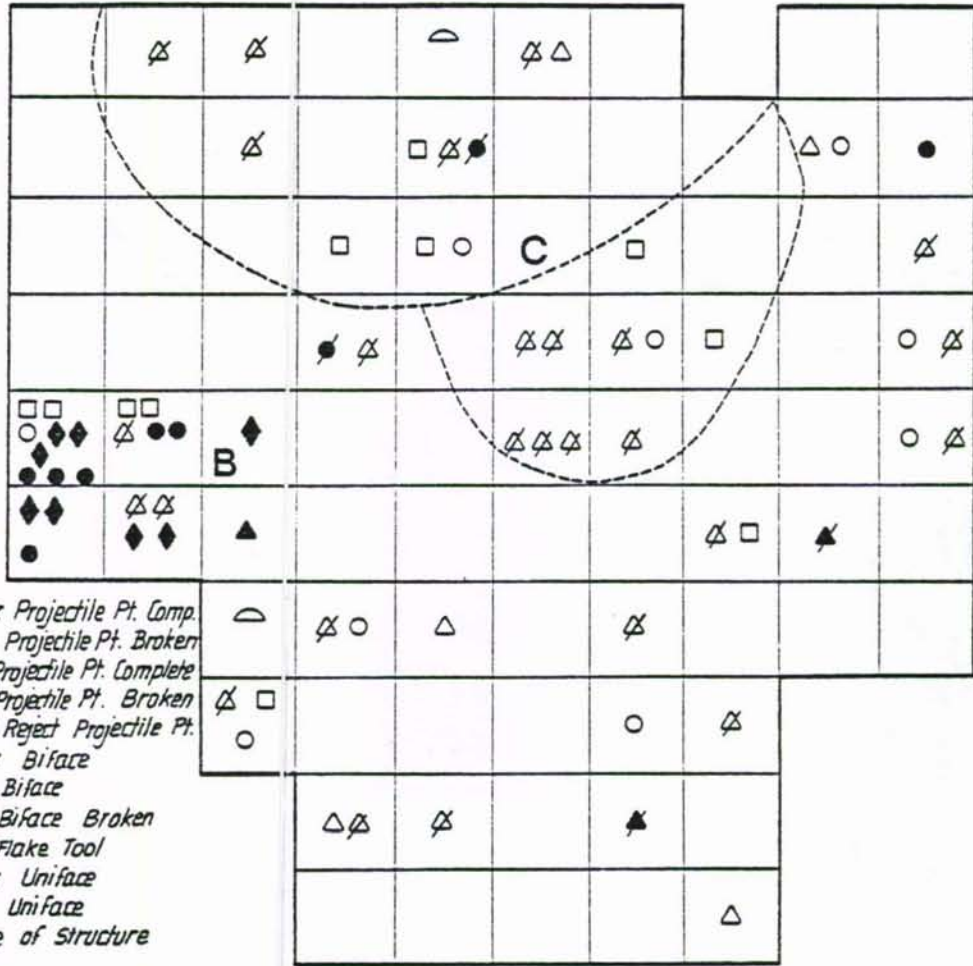 C
B
Projectile Pt. Comp.
Projectile Pt. Broken
Projectile Pt. Complete
Projectile Pt. Broken
Reject Projectile Pt.
Biface
Biface
Biface Broken
Flake Tool
Uniface
Uniface
of Structure